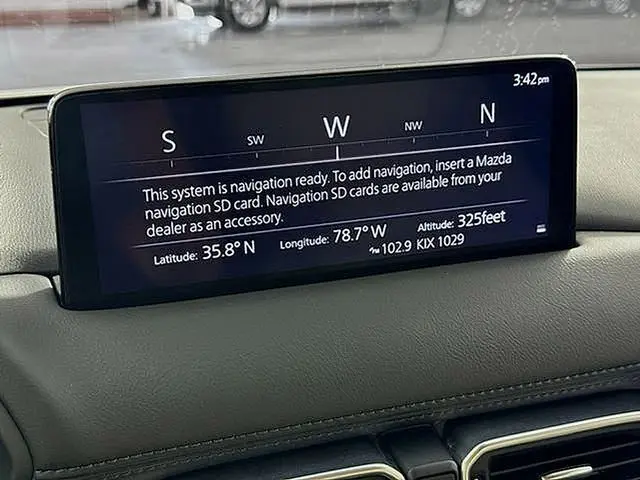 3:42pm
S SW W NW N
This system is navigation ready. To add navigation, insert a Mazda
navigation SD card. Navigation SD cards are available from your
dealer as an accessory.
Latitude: 35.8° N Longitude: 78.7° W Altitude: 325feet
FM 102.9 KIX 1029